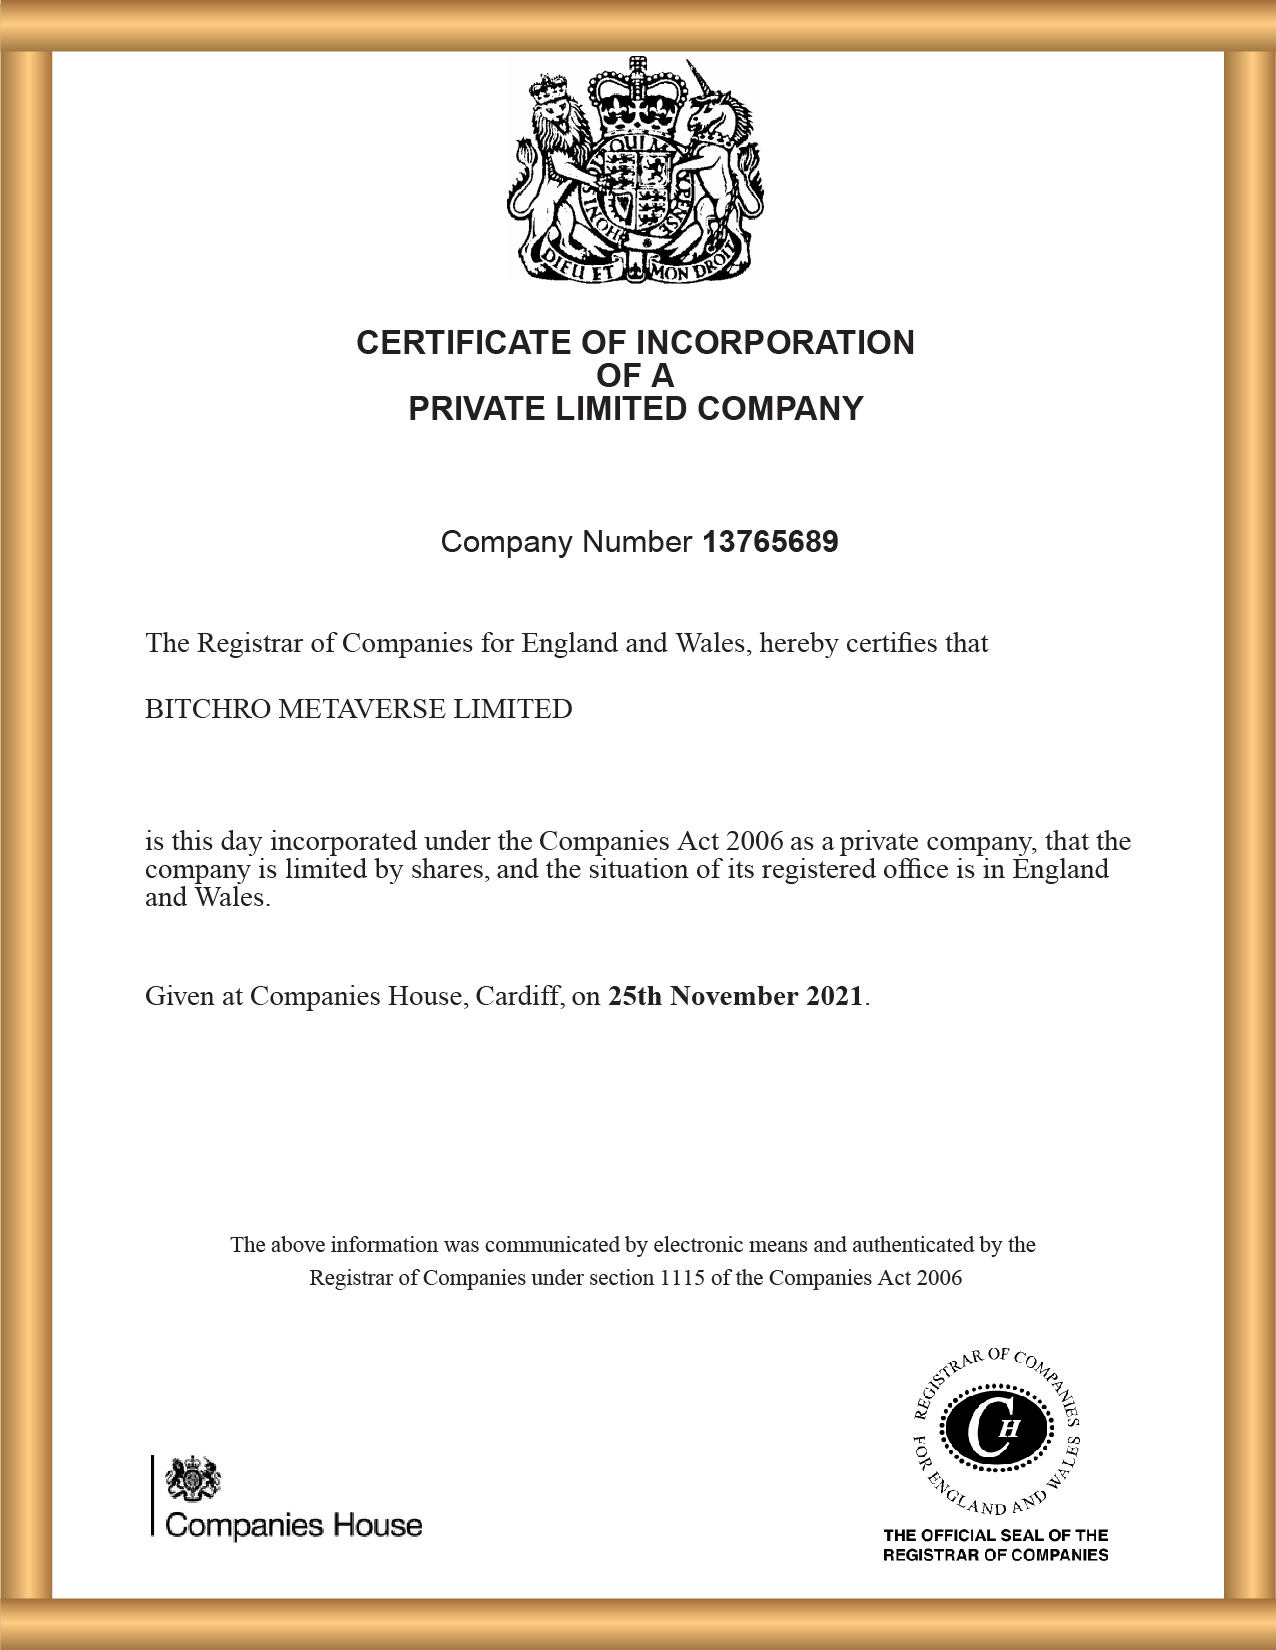 QUI M
HONI
PENSE
DIEU ET MON DROIT
CERTIFICATE OF INCORPORATION
OF A
PRIVATE LIMITED COMPANY
Company Number 13765689
The Registrar of Companies for England and Wales, hereby certifies that
BITCHRO METAVERSE LIMITED
is this day incorporated under the Companies Act 2006 as a private company, that the
company is limited by shares, and the situation of its registered office is in England
and Wales.
Given at Companies House, Cardiff, on 25th November 2021.
The above information was communicated by electronic means and authenticated by the
Registrar of Companies under section 1115 of the Companies Act 2006
REGISTRAR OF COMPANIES
FOR ENGLAND AND WALES
CH
Companies House
THE OFFICIAL SEAL OF THE
REGISTRAR OF COMPANIES